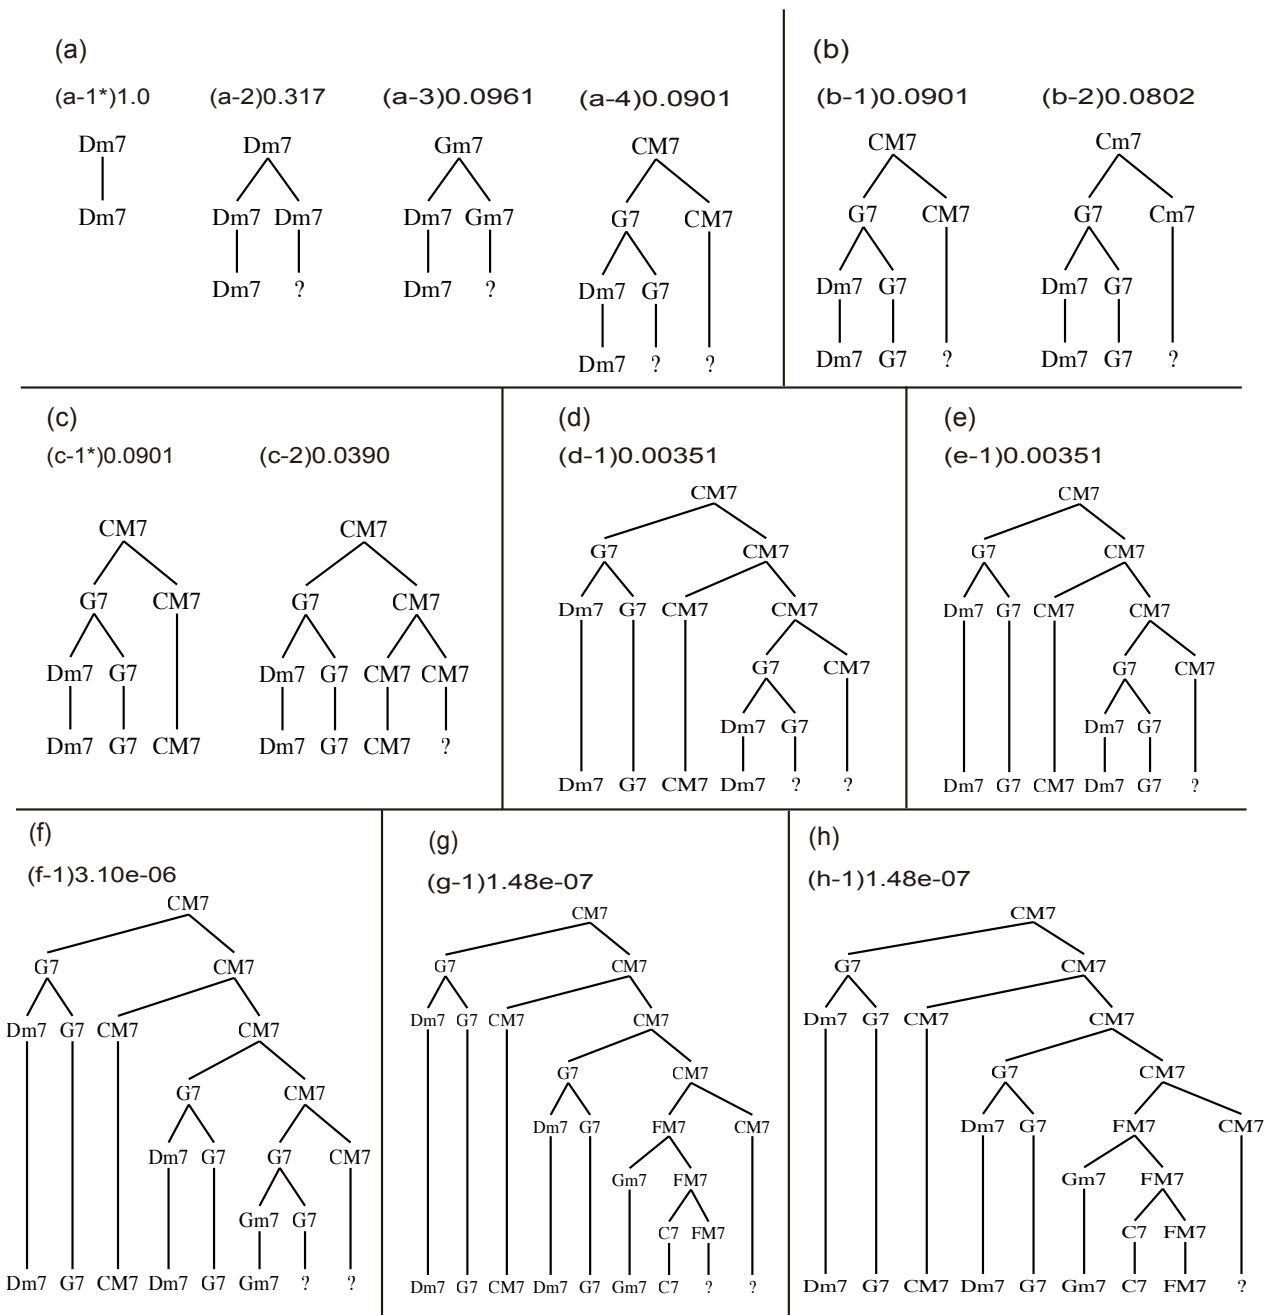 (a)
(b)
(a-1*)1.0 (a-2)0.317 (a-3)0.0961 (a-4)0.0901 (b-1)0.0901 (b-2)0.0802
Dm7 Dm7 Gm7 CM7 CM7 Cm7
Dm7 Dm7 Dm7 Dm7 Gm7 G7 CM7 G7 CM7 G7 Cm7
Dm7 ? Dm7 ? Dm7 G7 Dm7 G7 Dm7 G7
Dm7 ? ? Dm7 G7 ? Dm7 G7 ?
(c)
(d)
(e)
(c-1*)0.0901 (c-2)0.0390 (d-1)0.00351 (e-1)0.00351
CM7 CM7
CM7 CM7
G7 CM7 G7 CM7
G7 CM7 G7 CM7
Dm7 G7 CM7 CM7 Dm7 G7 CM7 CM7
Dm7 G7 Dm7 G7 CM7 CM7
G7 CM7 G7 CM7
Dm7 G7 Dm7 G7
Dm7 G7 CM7 Dm7 G7 CM7 ?
Dm7 G7 CM7 Dm7 ? ? Dm7 G7 CM7 Dm7 G7 ?
(f)
(g)
(h)
(f-1)3.10e-06 (g-1)1.48e-07 (h-1)1.48e-07
CM7
G7 CM7
Dm7 G7 CM7 CM7
G7 CM7
Dm7 G7 G7 CM7
Gm7 G7
Dm7 G7 CM7 Dm7 G7 Gm7 ? ?
CM7
G7 CM7
Dm7 G7 CM7 CM7
G7 CM7
Dm7 G7 FM7 CM7
Gm7 FM7
C7 FM7
Dm7 G7 CM7 Dm7 G7 Gm7 C7 ? ?
CM7
G7 CM7
Dm7 G7 CM7 CM7
G7 CM7
Dm7 G7 FM7 CM7
Gm7 FM7
C7 FM7
Dm7 G7 CM7 Dm7 G7 Gm7 C7 FM7 ?